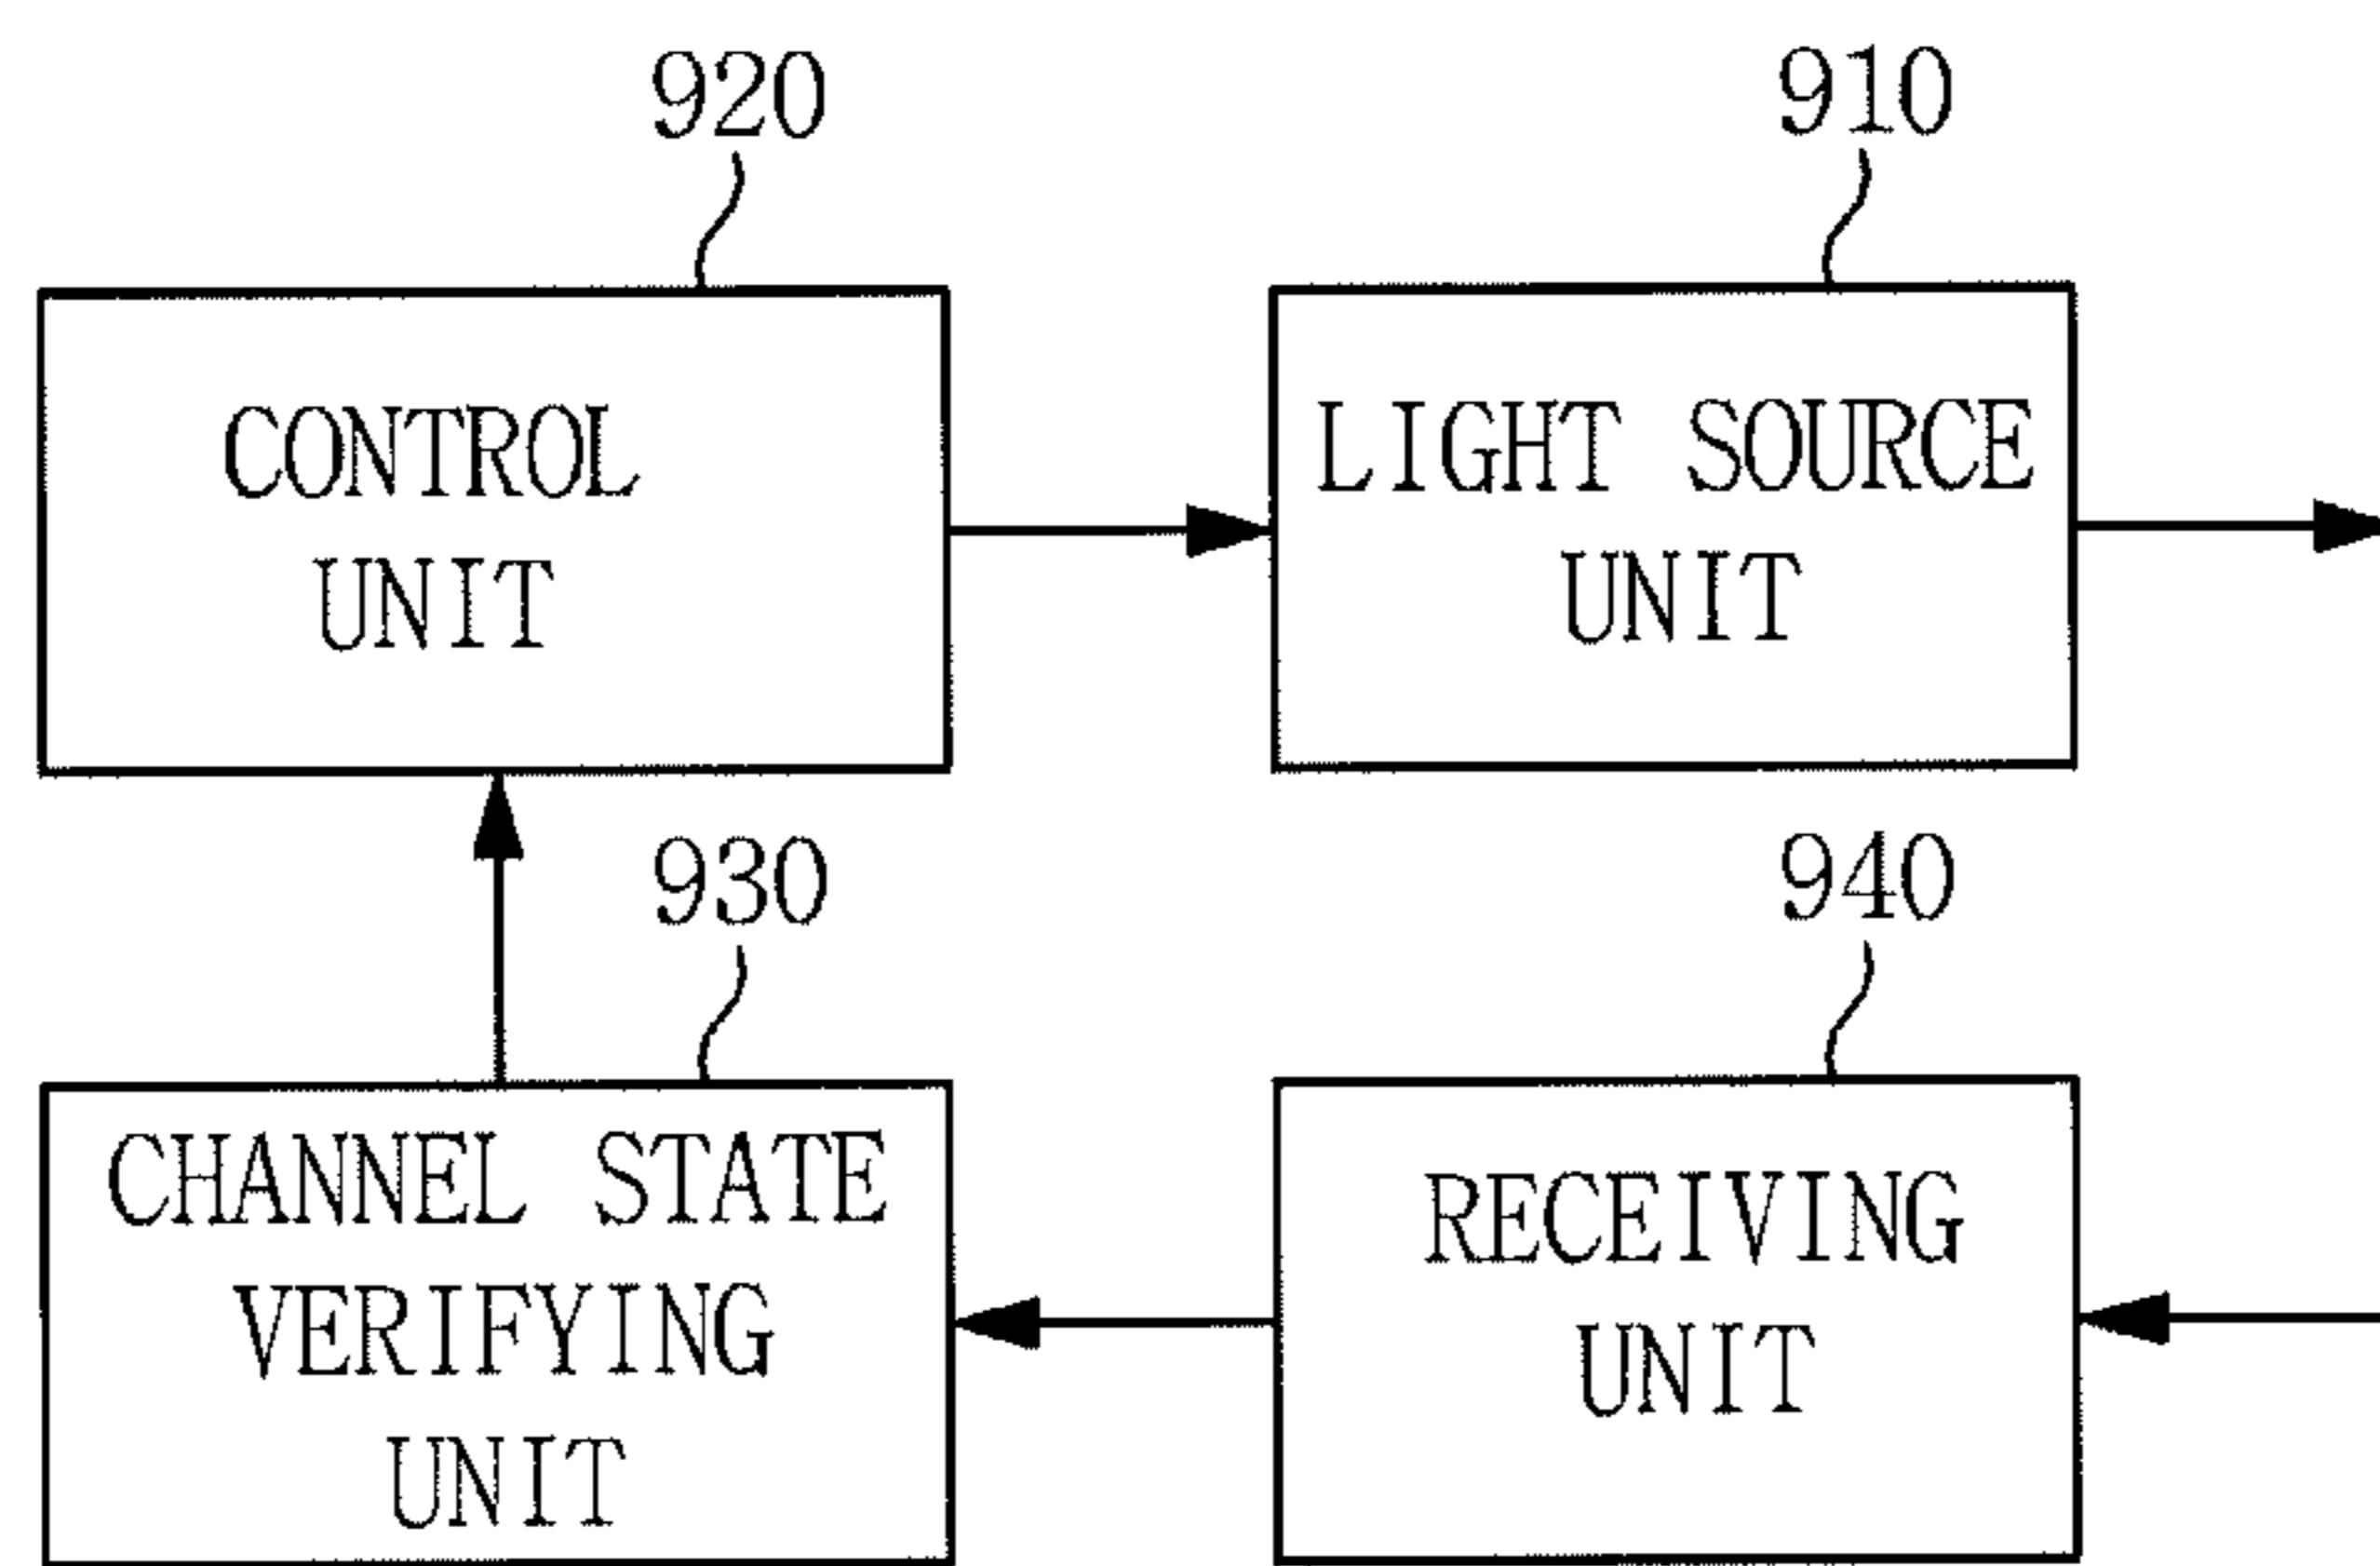 920
910
CONTROL
UNIT
LIGHT SOURCE
UNIT
930
940
CHANNEL STATE
VERIFYING
UNIT
RECEIVING
UNIT